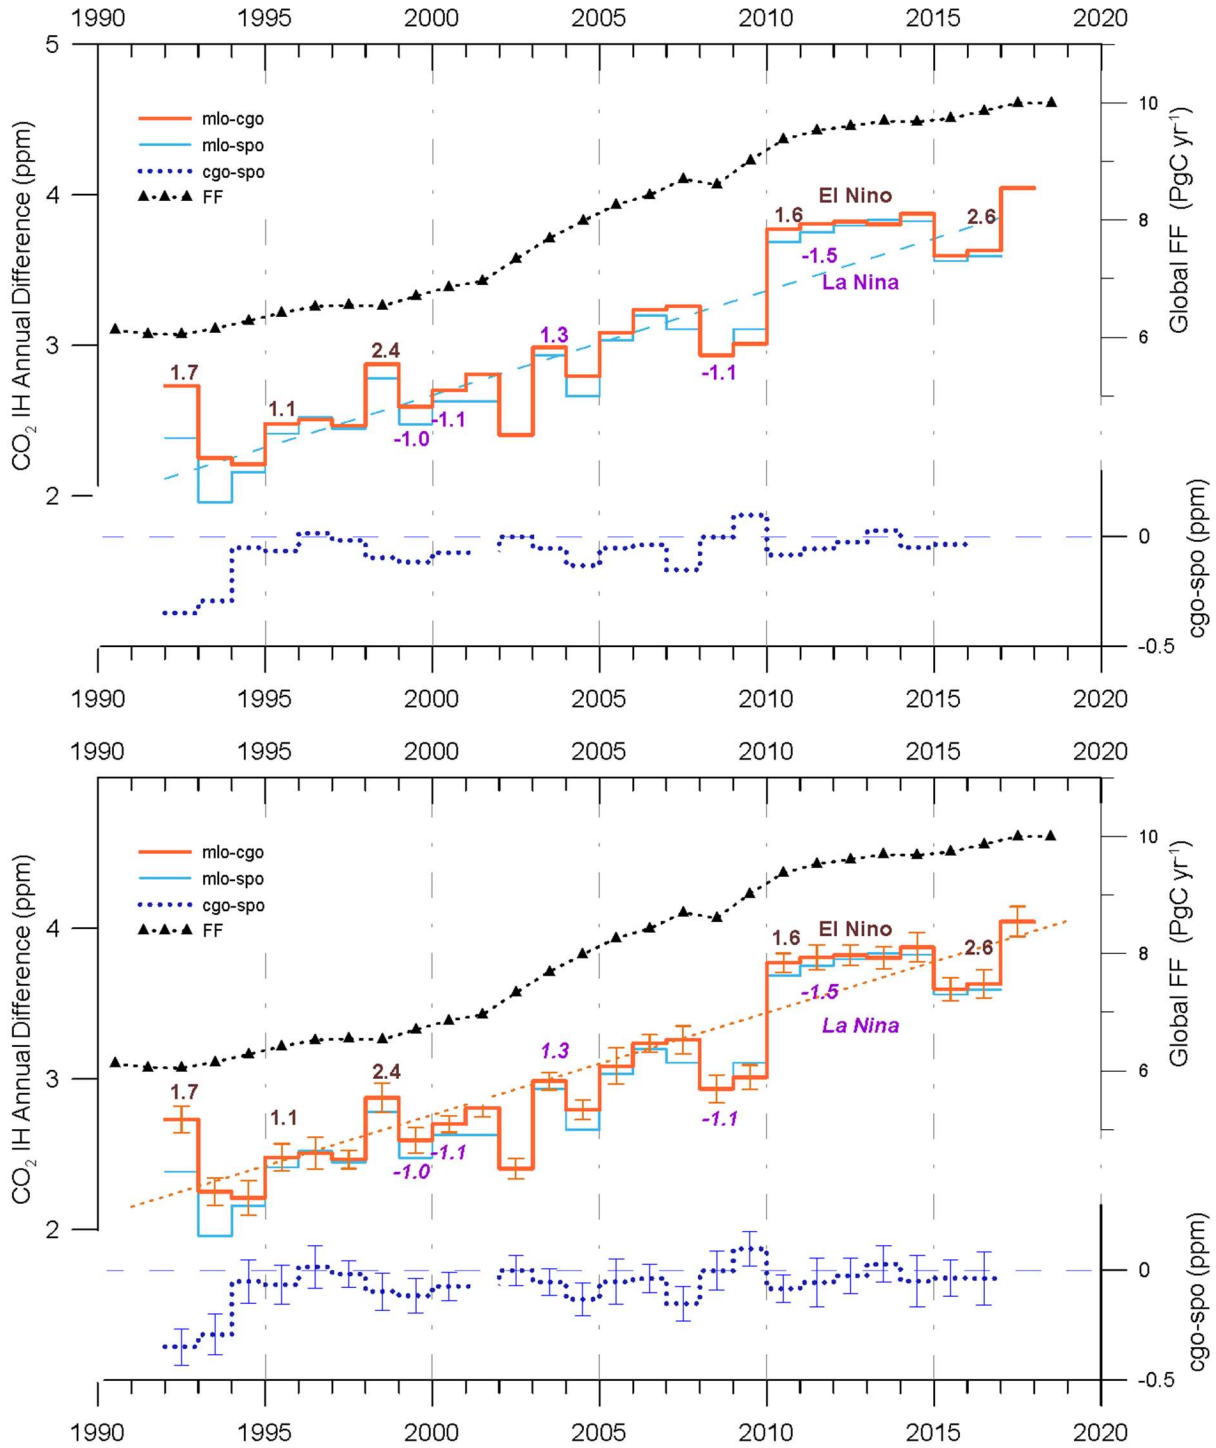 1990 1995 2000 2005 2010 2015 2020
5
4
3
2
CO₂ IH Annual Difference (ppm)
mlo-cgo
mlo-spo
cgo-spo
FF
10
8
6
Global FF (PgC yr⁻¹)
El Nino
1.6
2.6
-1.5
La Nina
1.3
2.4
1.7
-1.1
1.1
-1.1
-1.0
0
-0.5
cgo-spo (ppm)
1990 1995 2000 2005 2010 2015 2020
1990 1995 2000 2005 2010 2015 2020
4
3
2
CO₂ IH Annual Difference (ppm)
mlo-cgo
mlo-spo
cgo-spo
FF
10
8
6
Global FF (PgC yr⁻¹)
El Nino
1.6
2.6
-1.5
La Nina
1.3
2.4
1.7
1.1
-1.1
-1.1
-1.0
0
-0.5
cgo-spo (ppm)
1990 1995 2000 2005 2010 2015 2020